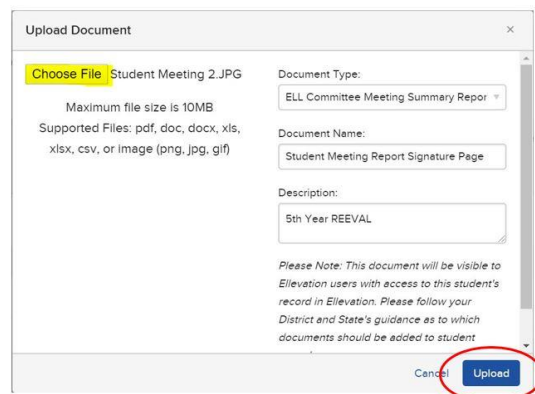 Upload Document
×
Choose File Student Meeting 2.JPG
Maximum file size is 10MB
Supported Files: pdf, doc, docx, xls,
xlsx, csv, or image (png, jpg, gif)
Document Type:
ELL Committee Meeting Summary Repor
Document Name:
Student Meeting Report Signature Page
Description:
5th Year REEVAL
Please Note: This document will be visible to
Ellevation users with access to this student's
record in Ellevation. Please follow your
District and State's guidance as to which
documents should be added to student
Cancel Upload